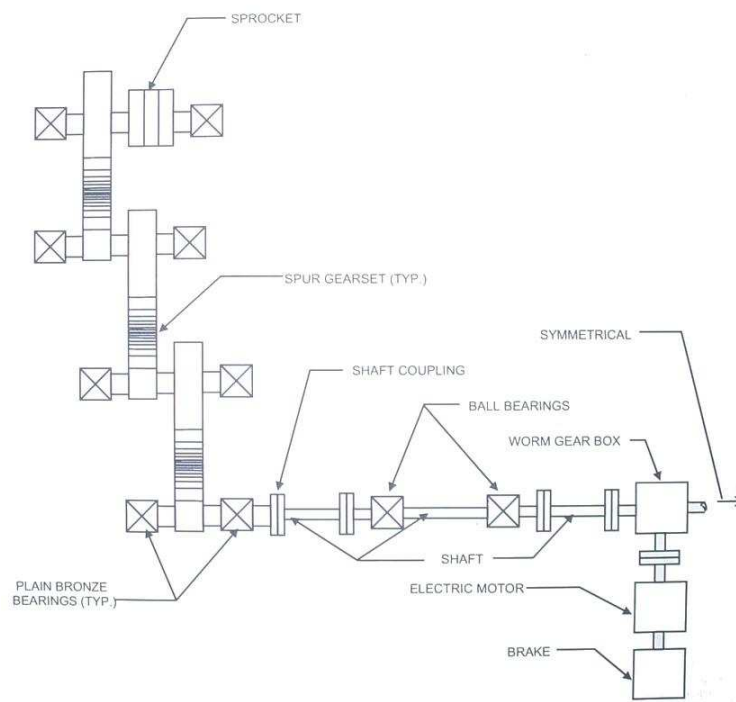 SPROCKET
SPUR GEARSET (TYP.)
SYMMETRICAL
SHAFT COUPLING
BALL BEARINGS
WORM GEAR BOX
SHAFT
PLAIN BRONZE
BEARINGS (TYP.)
ELECTRIC MOTOR
BRAKE